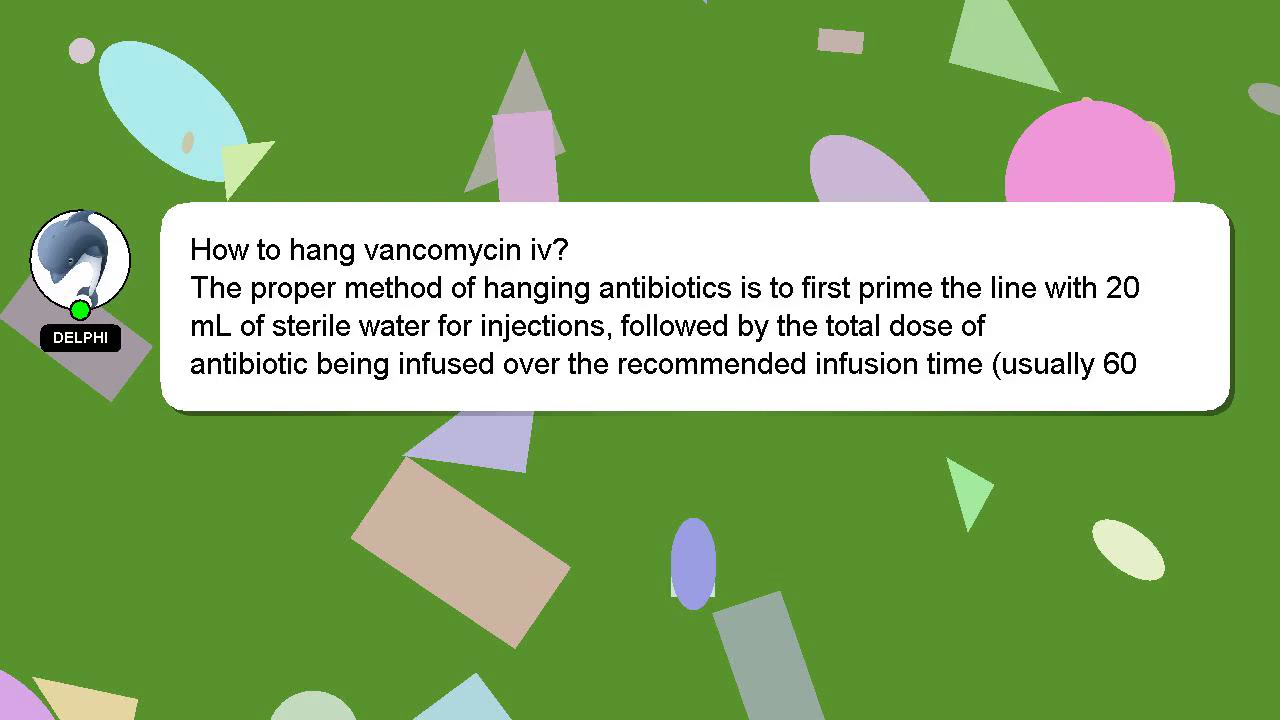 How to hang vancomycin iv?
The proper method of hanging antibiotics is to first prime the line with 20
mL of sterile water for injections, followed by the total dose of
antibiotic being infused over the recommended infusion time (usually 60
DELPHI